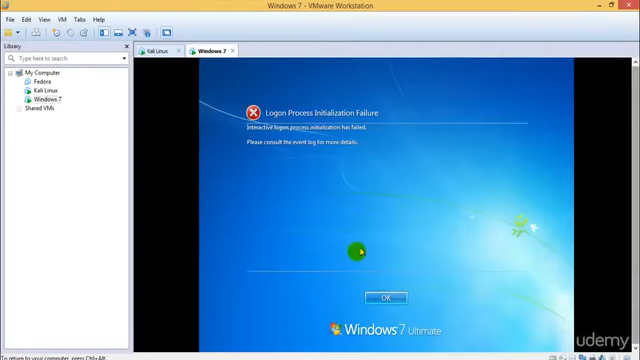 Windows 7 - VMware Workstation
File Edit View VM Tabs Help
Library
Kali Linux
Windows 7
Type here to search
My Computer
Fedora
Kali Linux
Windows 7
Shared VMs
Logon Process Initialization Failure
Interactive logon process initialization has failed.
Please consult the event log for more details.
OK
Windows 7 Ultimate
udemy
To return to your computer, press Ctrl+Alt.